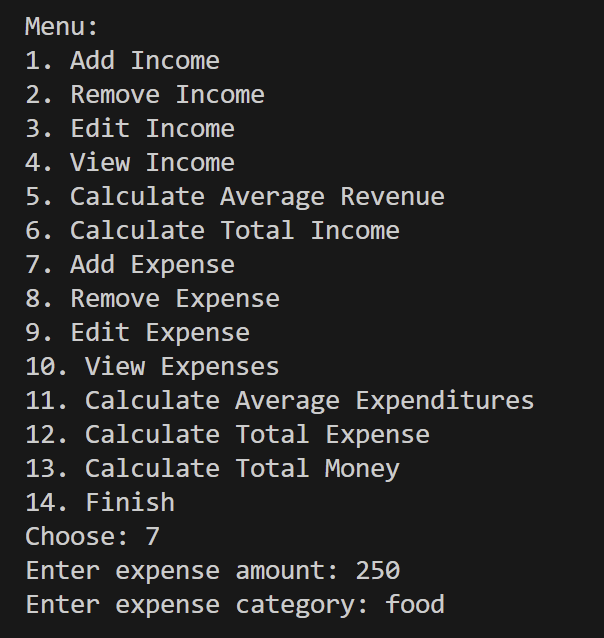 Menu:
1. Add Income
2. Remove Income
3. Edit Income
4. View Income
5. Calculate Average Revenue
6. Calculate Total Income
7. Add Expense
8. Remove Expense
9. Edit Expense
10. View Expenses
11. Calculate Average Expenditures
12. Calculate Total Expense
13. Calculate Total Money
14. Finish
Choose: 7
Enter expense amount: 250
Enter expense category: food